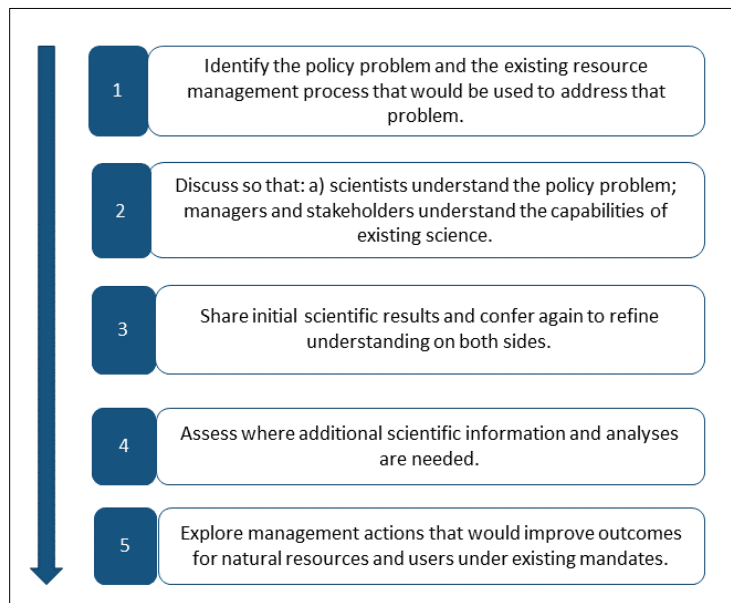 1
Identify the policy problem and the existing resource
management process that would be used to address that
problem.
2
Discuss so that: a) scientists understand the policy problem;
managers and stakeholders understand the capabilities of
existing science.
3
Share initial scientific results and confer again to refine
understanding on both sides.
4
Assess where additional scientific information and analyses
are needed.
5
Explore management actions that would improve outcomes
for natural resources and users under existing mandates.